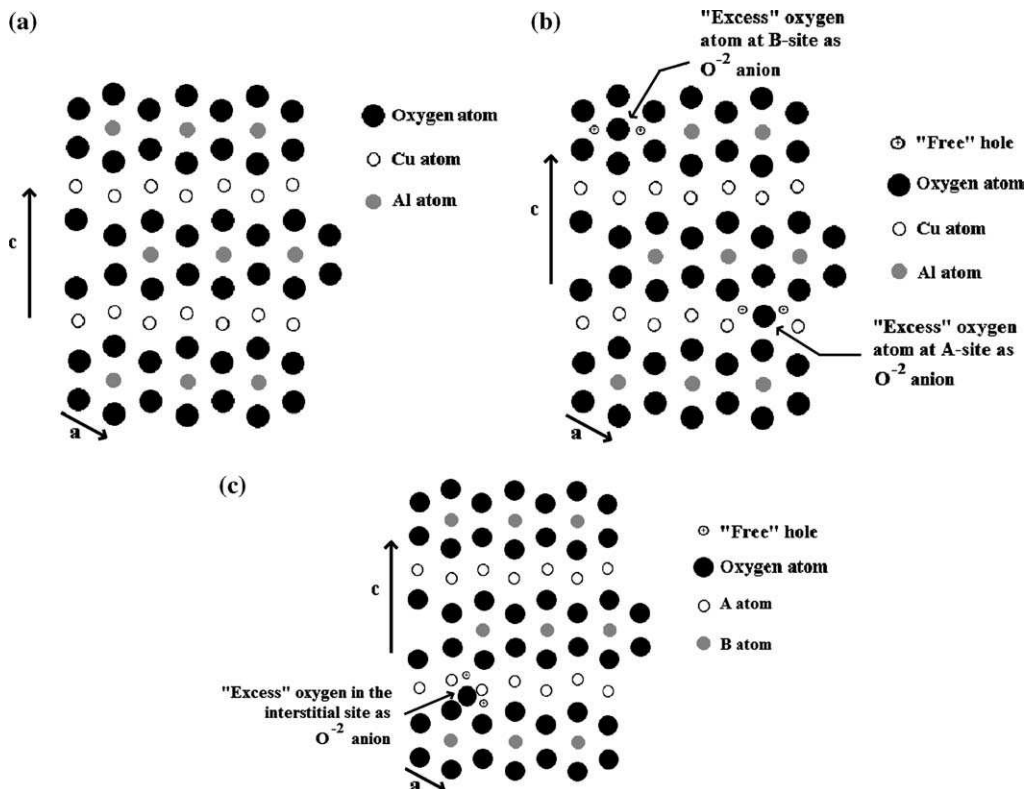 (a)
Oxygen atom
Cu atom
Al atom
c
a
(b)
"Excess" oxygen
atom at B-site as
O⁻² anion
"Free" hole
Oxygen atom
Cu atom
Al atom
c
"Excess" oxygen
atom at A-site as
O⁻² anion
a
(c)
"Free" hole
Oxygen atom
A atom
B atom
c
"Excess" oxygen in the
interstitial site as
O⁻² anion
a